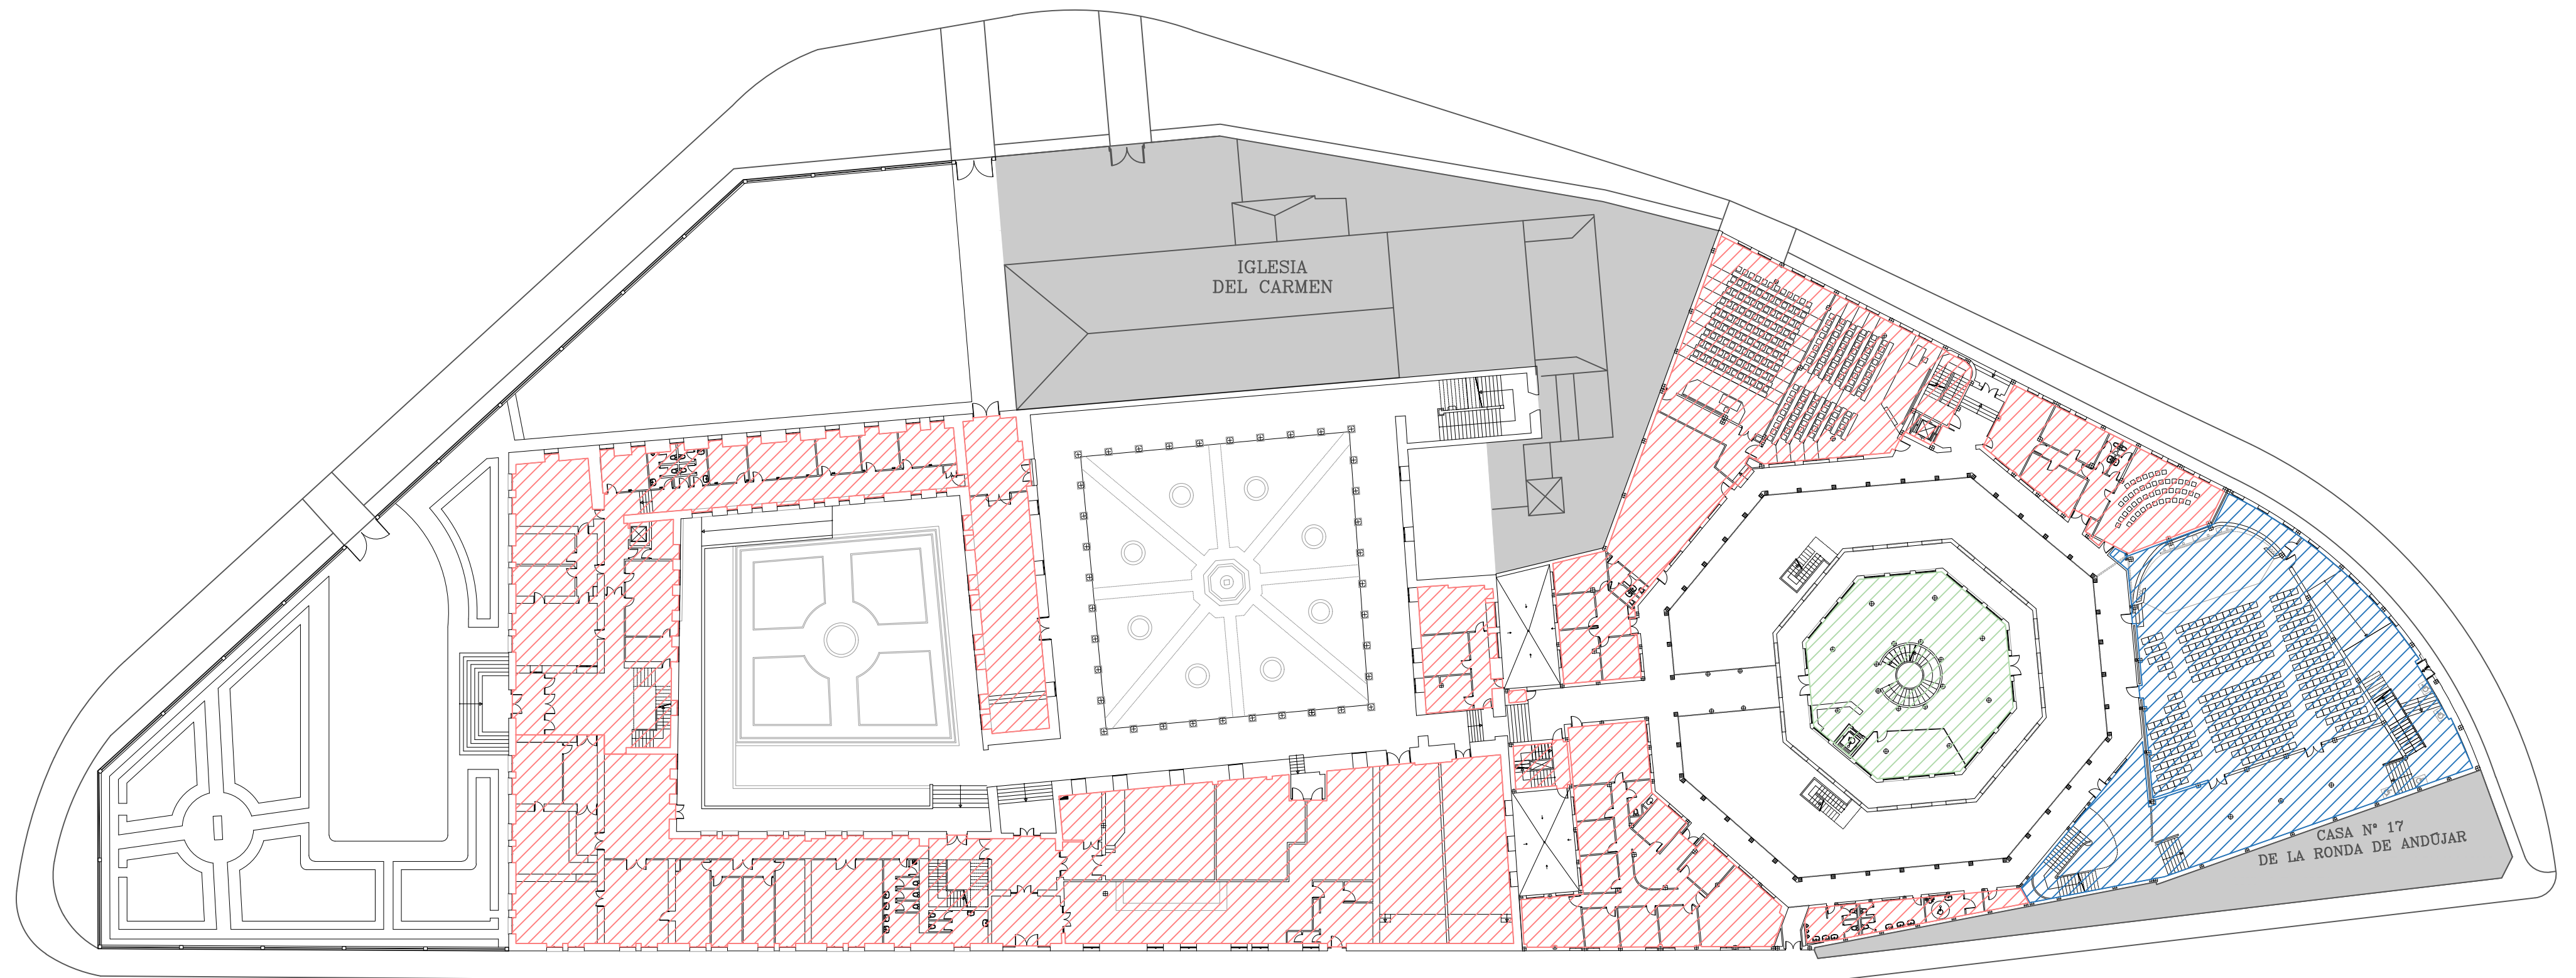 IGLESIA
DEL CARMEN
CASA Nº 17
DE LA RONDA DE ANDÚJAR